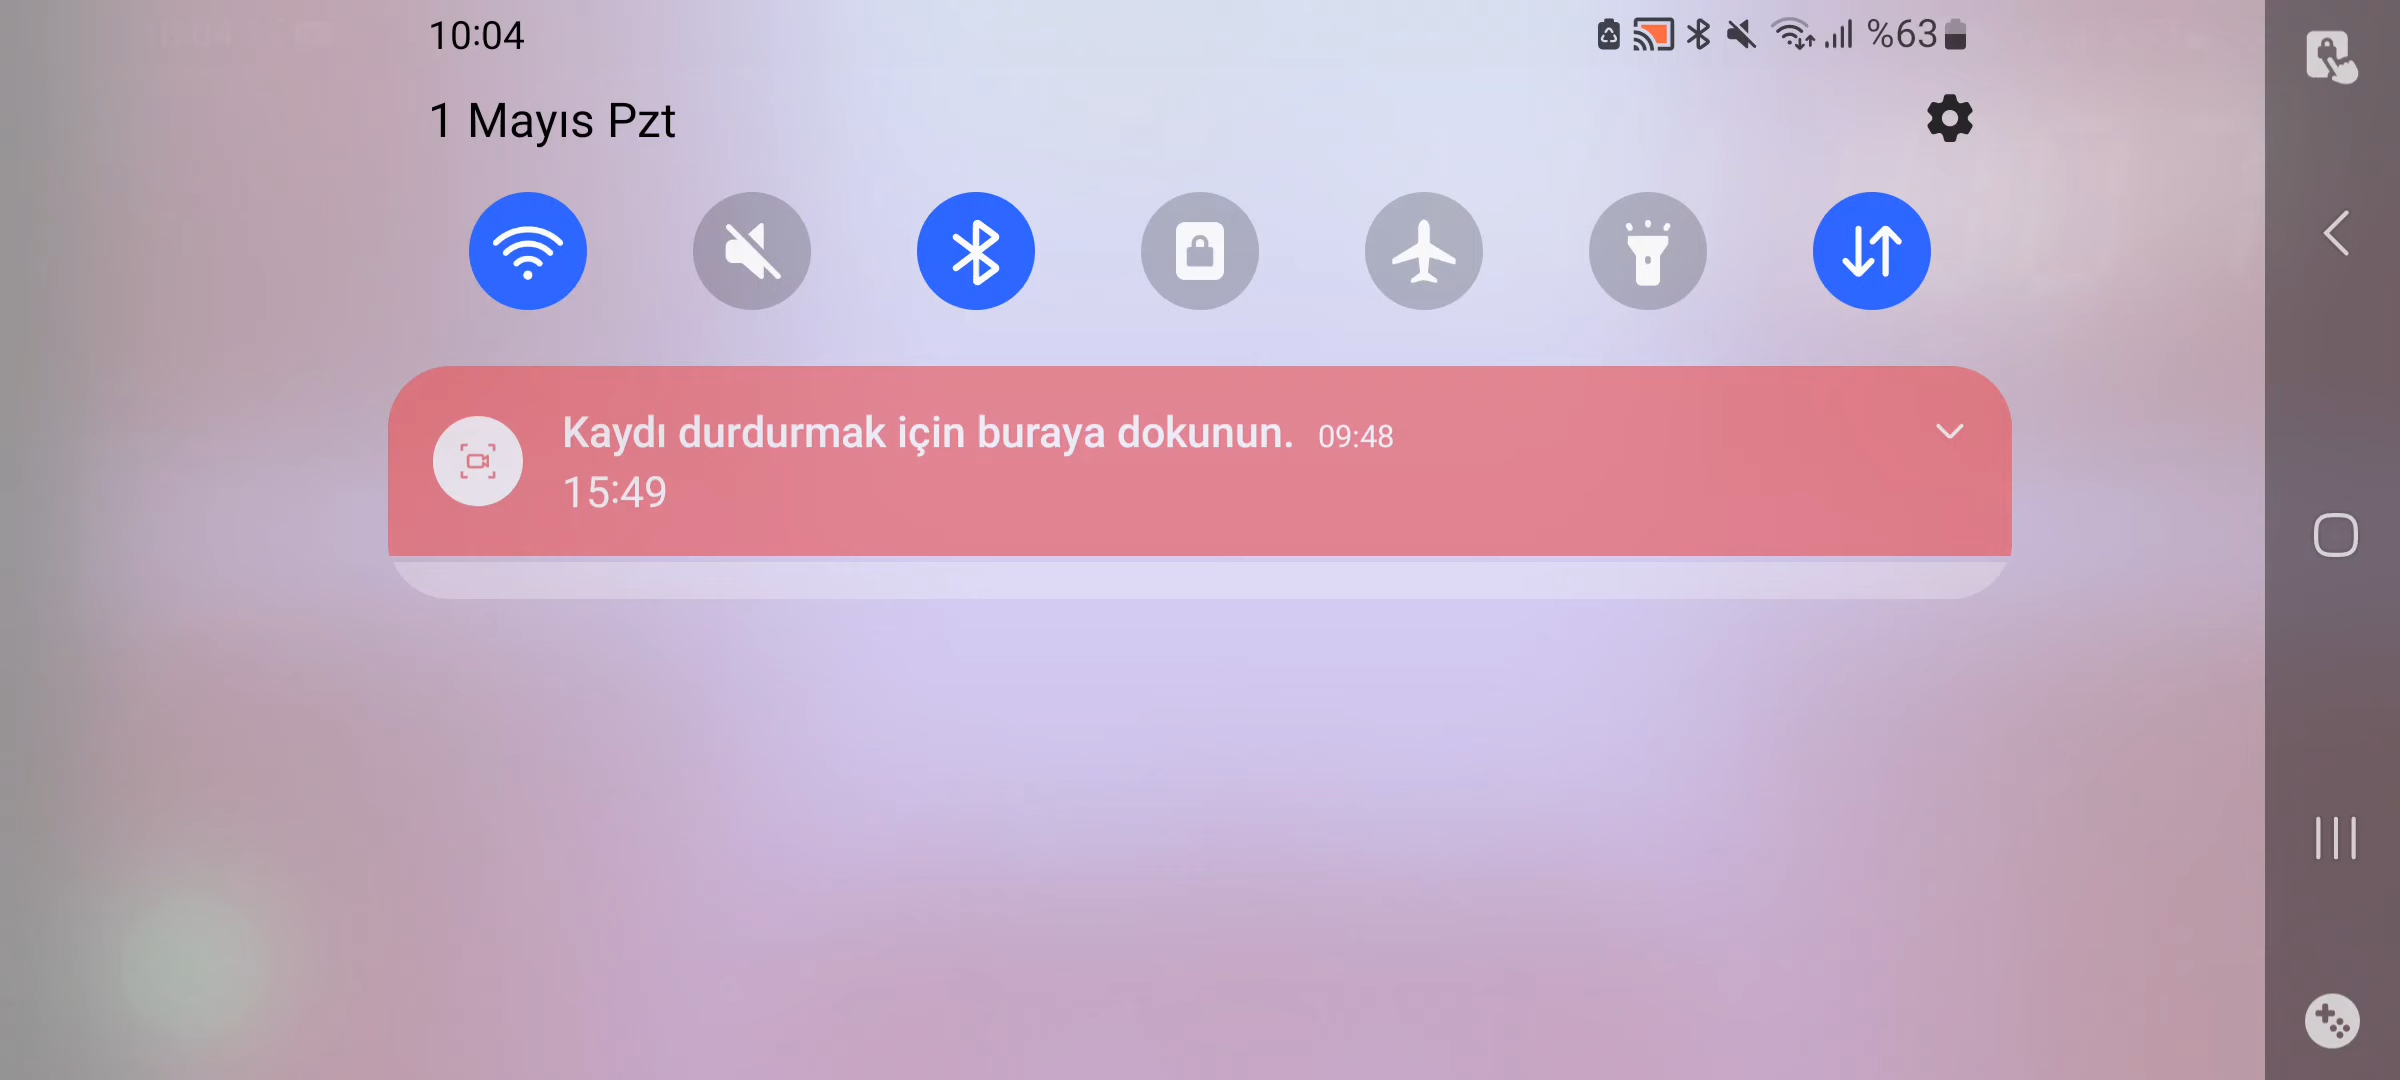 10:04
%63
1 Mayıs Pzt
Kaydı durdurmak için buraya dokunun. 09:48
15:49